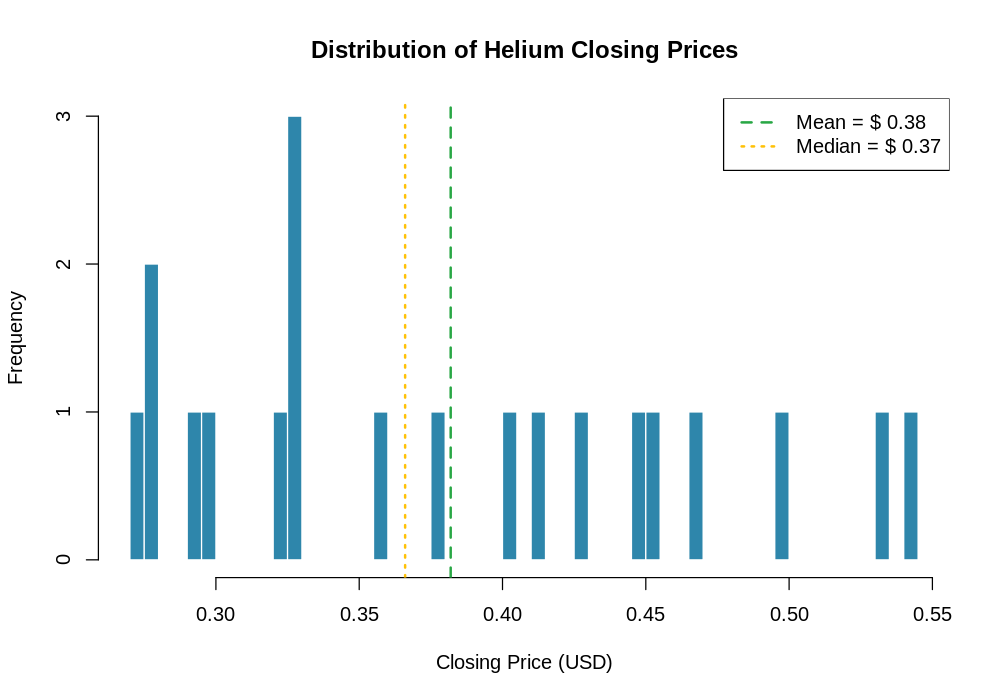 Distribution of Helium Closing Prices
Mean = $ 0.38
Median = $ 0.37
3
2
1
0
Frequency
0.30 0.35 0.40 0.45 0.50 0.55
Closing Price (USD)